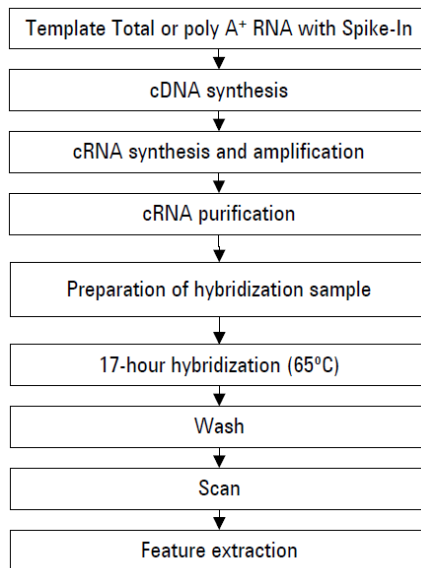 Template Total or poly A⁺ RNA with Spike-In
cDNA synthesis
cRNA synthesis and amplification
cRNA purification
Preparation of hybridization sample
17-hour hybridization (65ºC)
Wash
Scan
Feature extraction